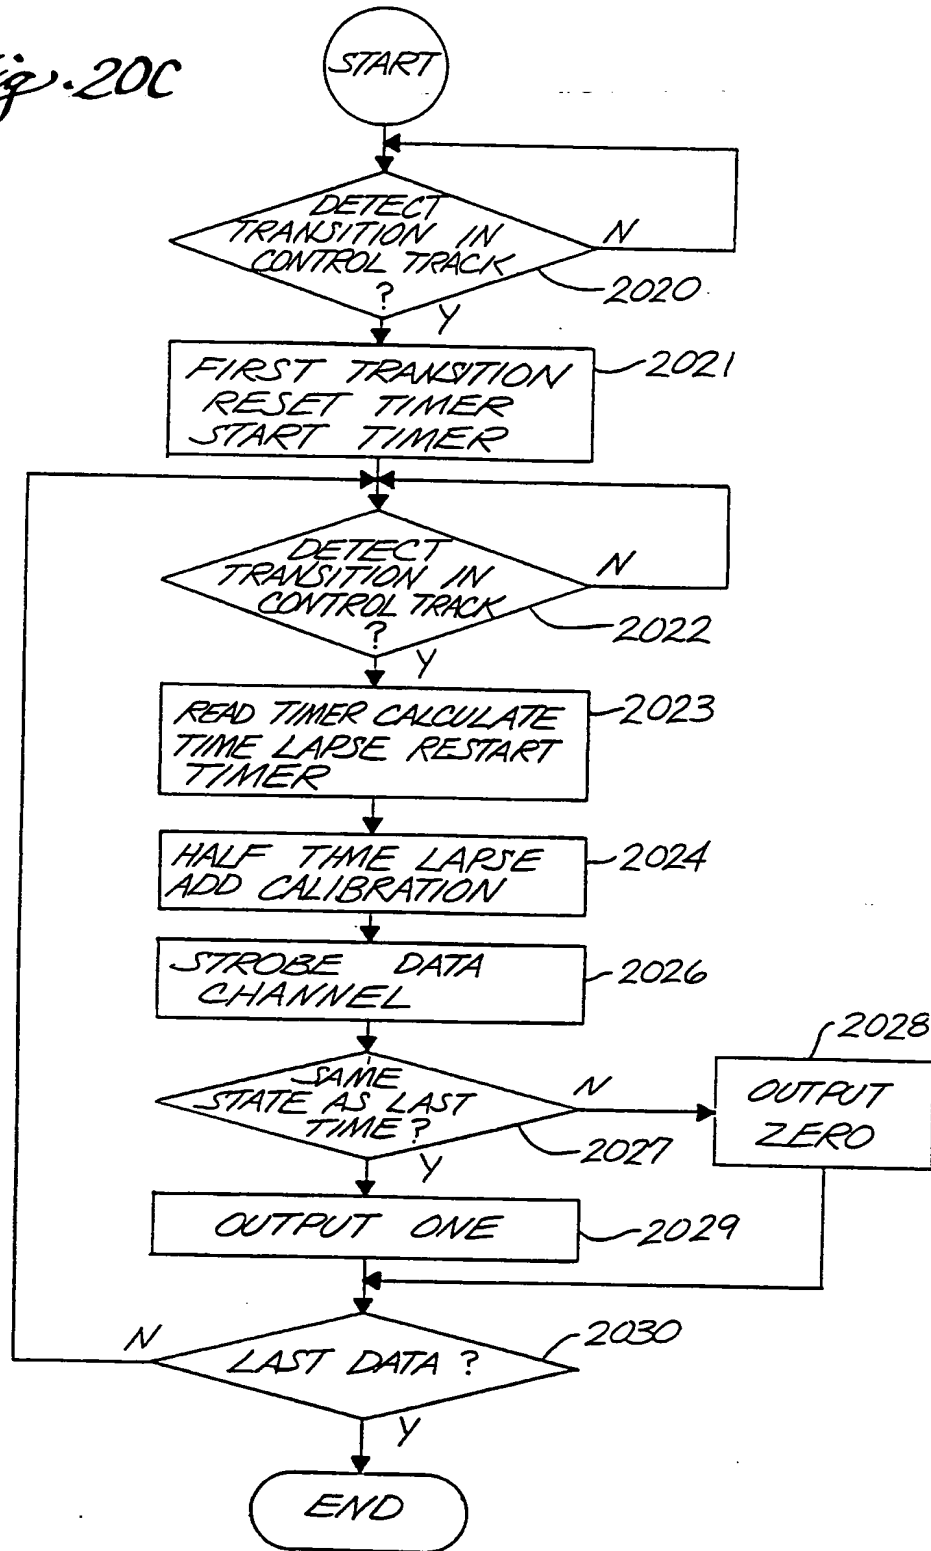 ig. 20C
START
DETECT
TRANSITION IN
CONTROL TRACK
?
N
2020
Y
FIRST TRANSITION
RESET TIMER
START TIMER
2021
DETECT
TRANSITION IN
CONTROL TRACK
?
N
2022
Y
READ TIMER CALCULATE
TIME LAPSE RESTART
TIMER
2023
HALF TIME LAPSE
ADD CALIBRATION
2024
STROBE DATA
CHANNEL
2026
SAME
STATE AS LAST
TIME?
N
2027
Y
2028
OUTPUT
ZERO
OUTPUT ONE
2029
LAST DATA ?
N
2030
Y
END